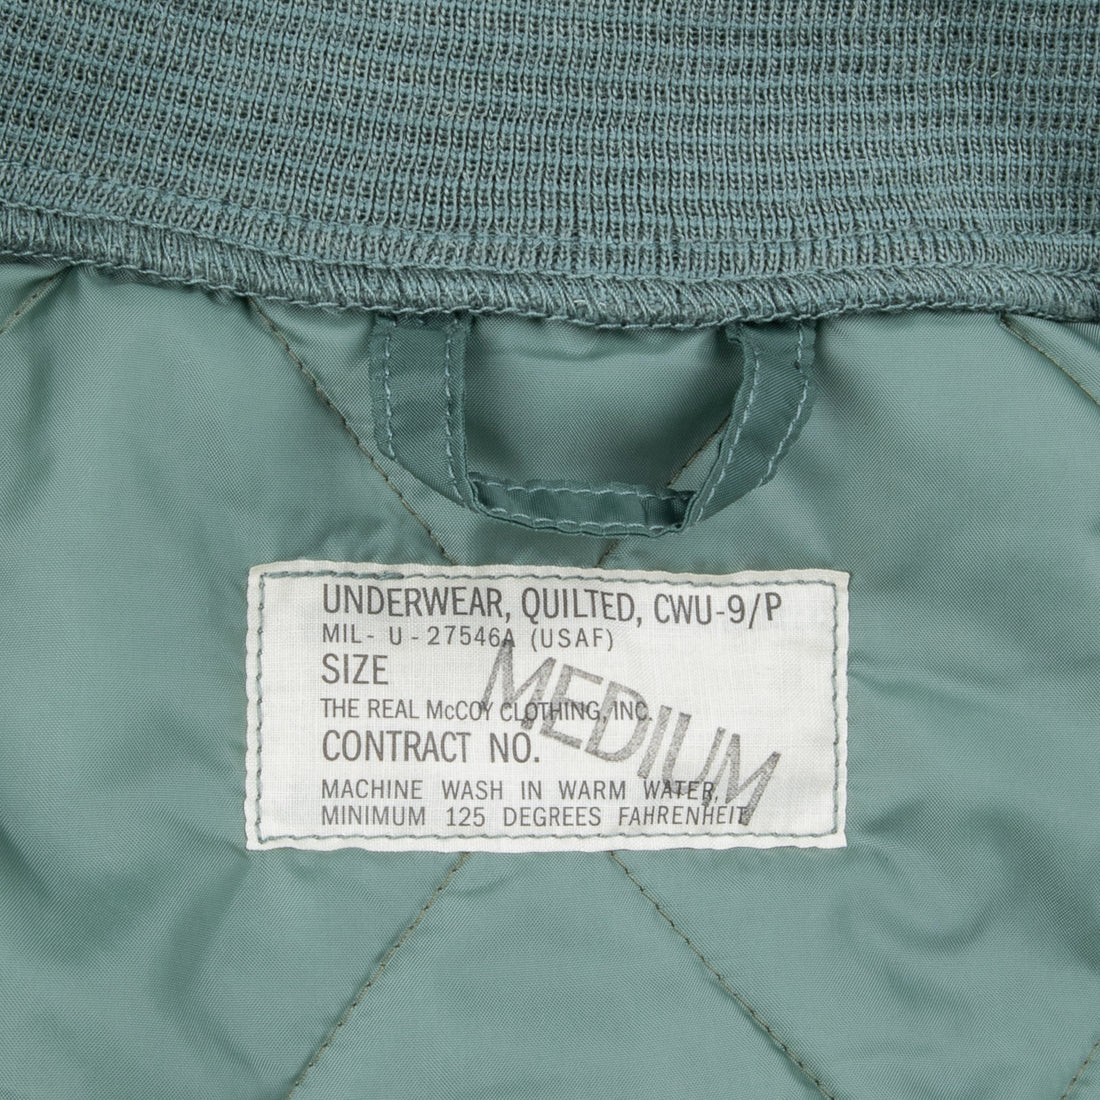 UNDERWEAR, QUILTED, CWU-9/P
MIL- U - 27546A (USAF)
SIZE
MEDIUM
THE REAL McCOY CLOTHING, INC.
CONTRACT NO.
MACHINE WASH IN WARM WATER,
MINIMUM 125 DEGREES FAHRENHEIT